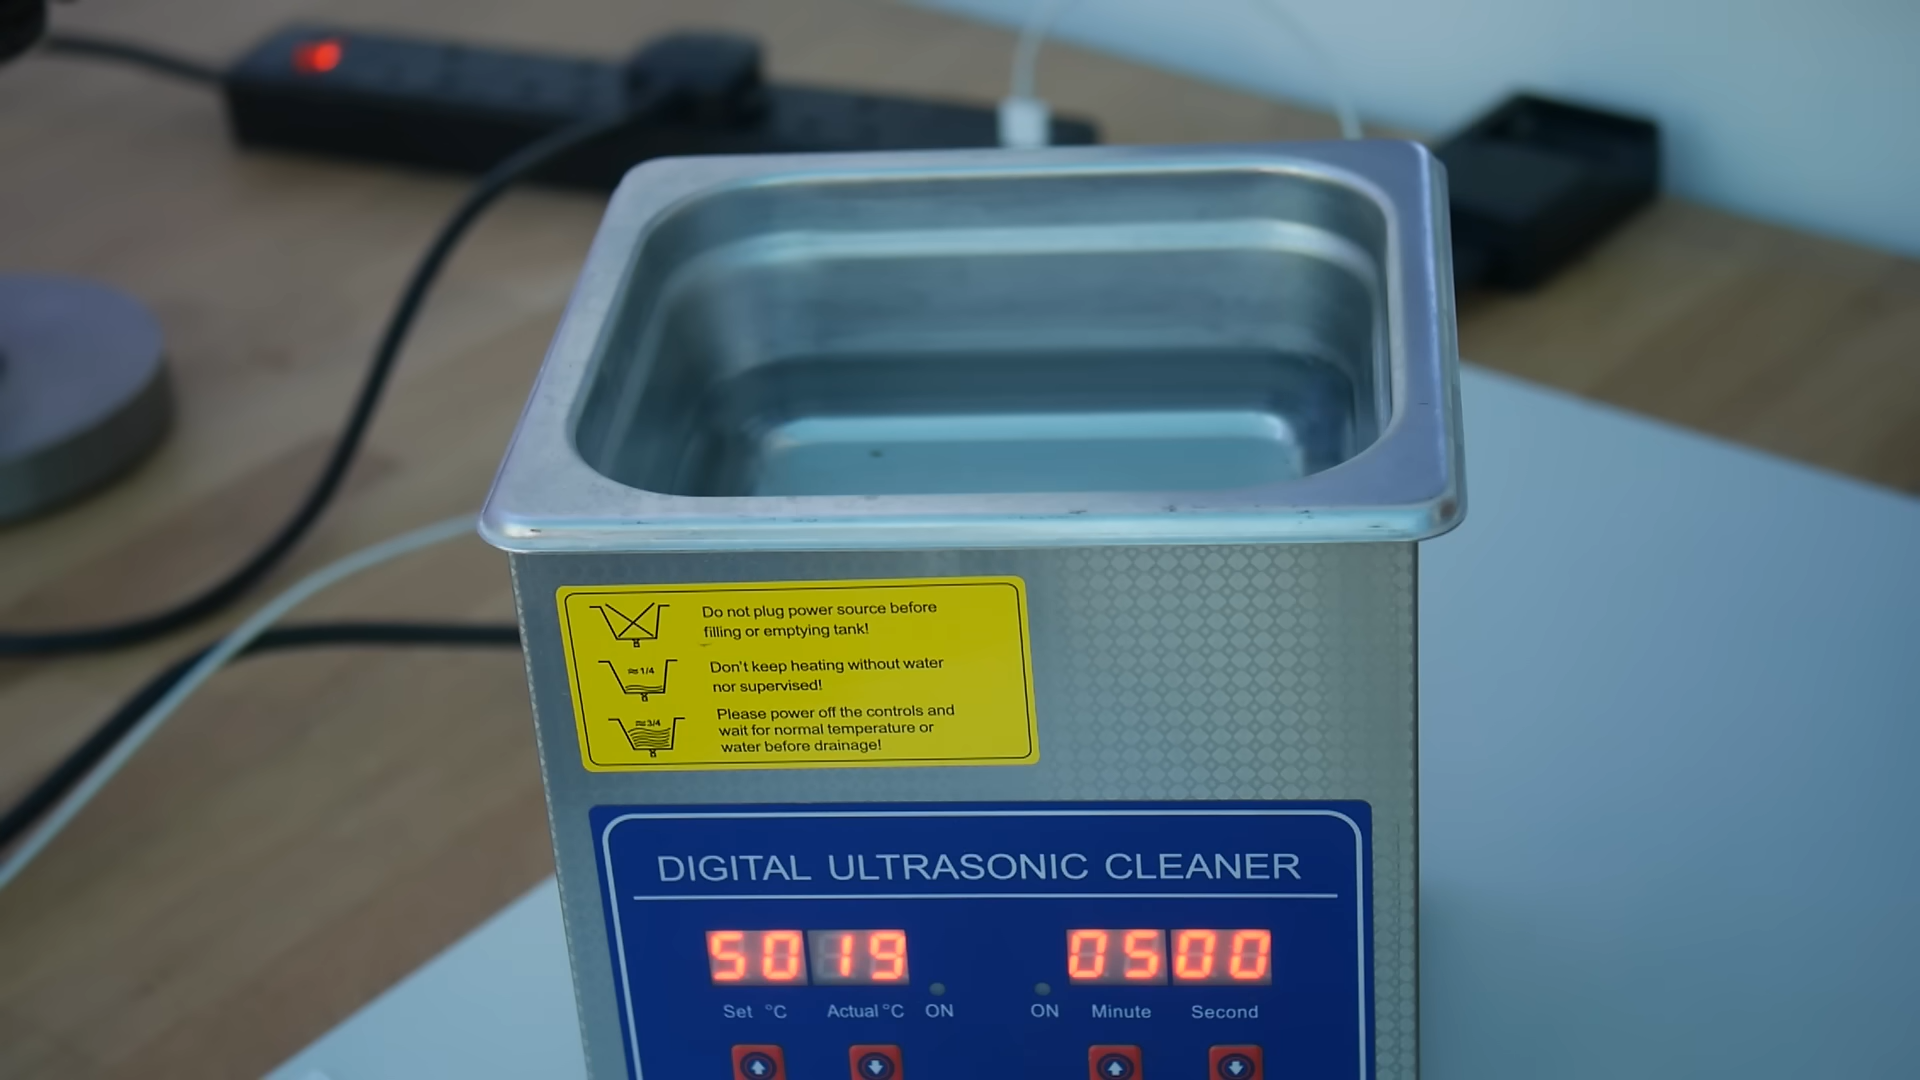 Do not plug power source before
filling or emptying tank!
≈1/4
Don't keep heating without water
nor supervised!
≈3/4
Please power off the controls and
wait for normal temperature or
water before drainage!
DIGITAL ULTRASONIC CLEANER
50 19 05 00
Set °C Actual °C ON ON Minute Second